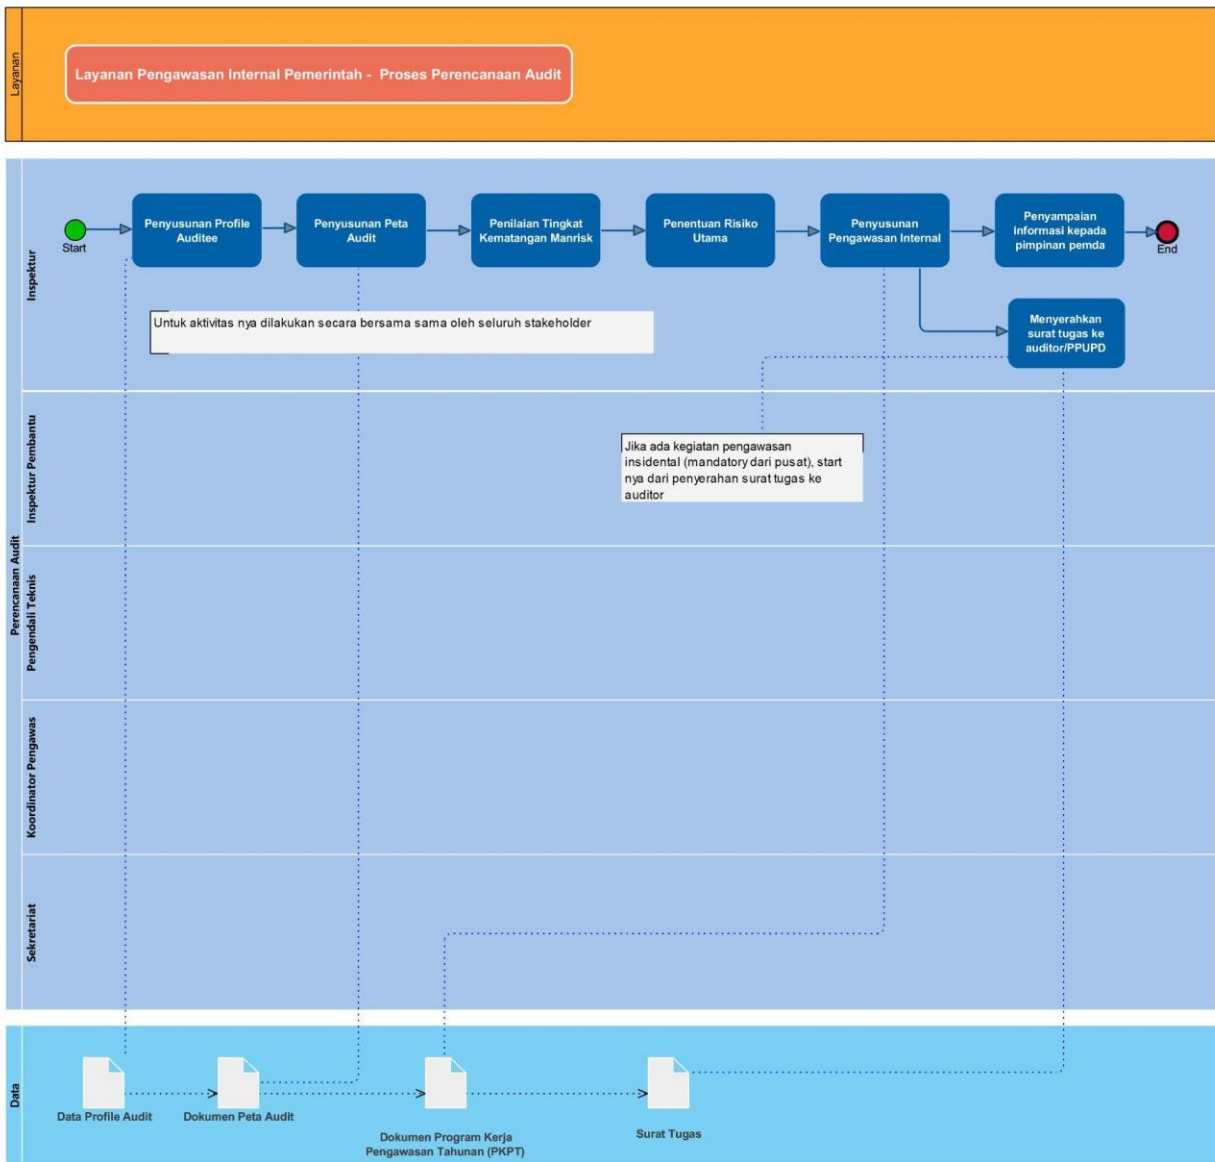 Layanan
Layanan Pengawasan Internal Pemerintah - Proses Perencanaan Audit
Perencanaan Audit
Inspektur
Start
Penyusunan Profile
Auditee
Penyusunan Peta
Audit
Penilaian Tingkat
Kematangan Manrisk
Penentuan Risiko
Utama
Penyusunan
Pengawasan Internal
Penyampaian
informasi kepada
pimpinan pemda
End
Untuk aktivitas nya dilakukan secara bersama sama oleh seluruh stakeholder
Menyerahkan
surat tugas ke
auditor/PPUPD
Inspektur Pembantu
Jika ada kegiatan pengawasan
insidental (mandatory dari pusat), start
nya dari penyerahan surat tugas ke
auditor
Pengendali Teknis
Koordinator Pengawas
Sekretariat
Data
Data Profile Audit
Dokumen Peta Audit
Dokumen Program Kerja
Pengawasan Tahunan (PKPT)
Surat Tugas